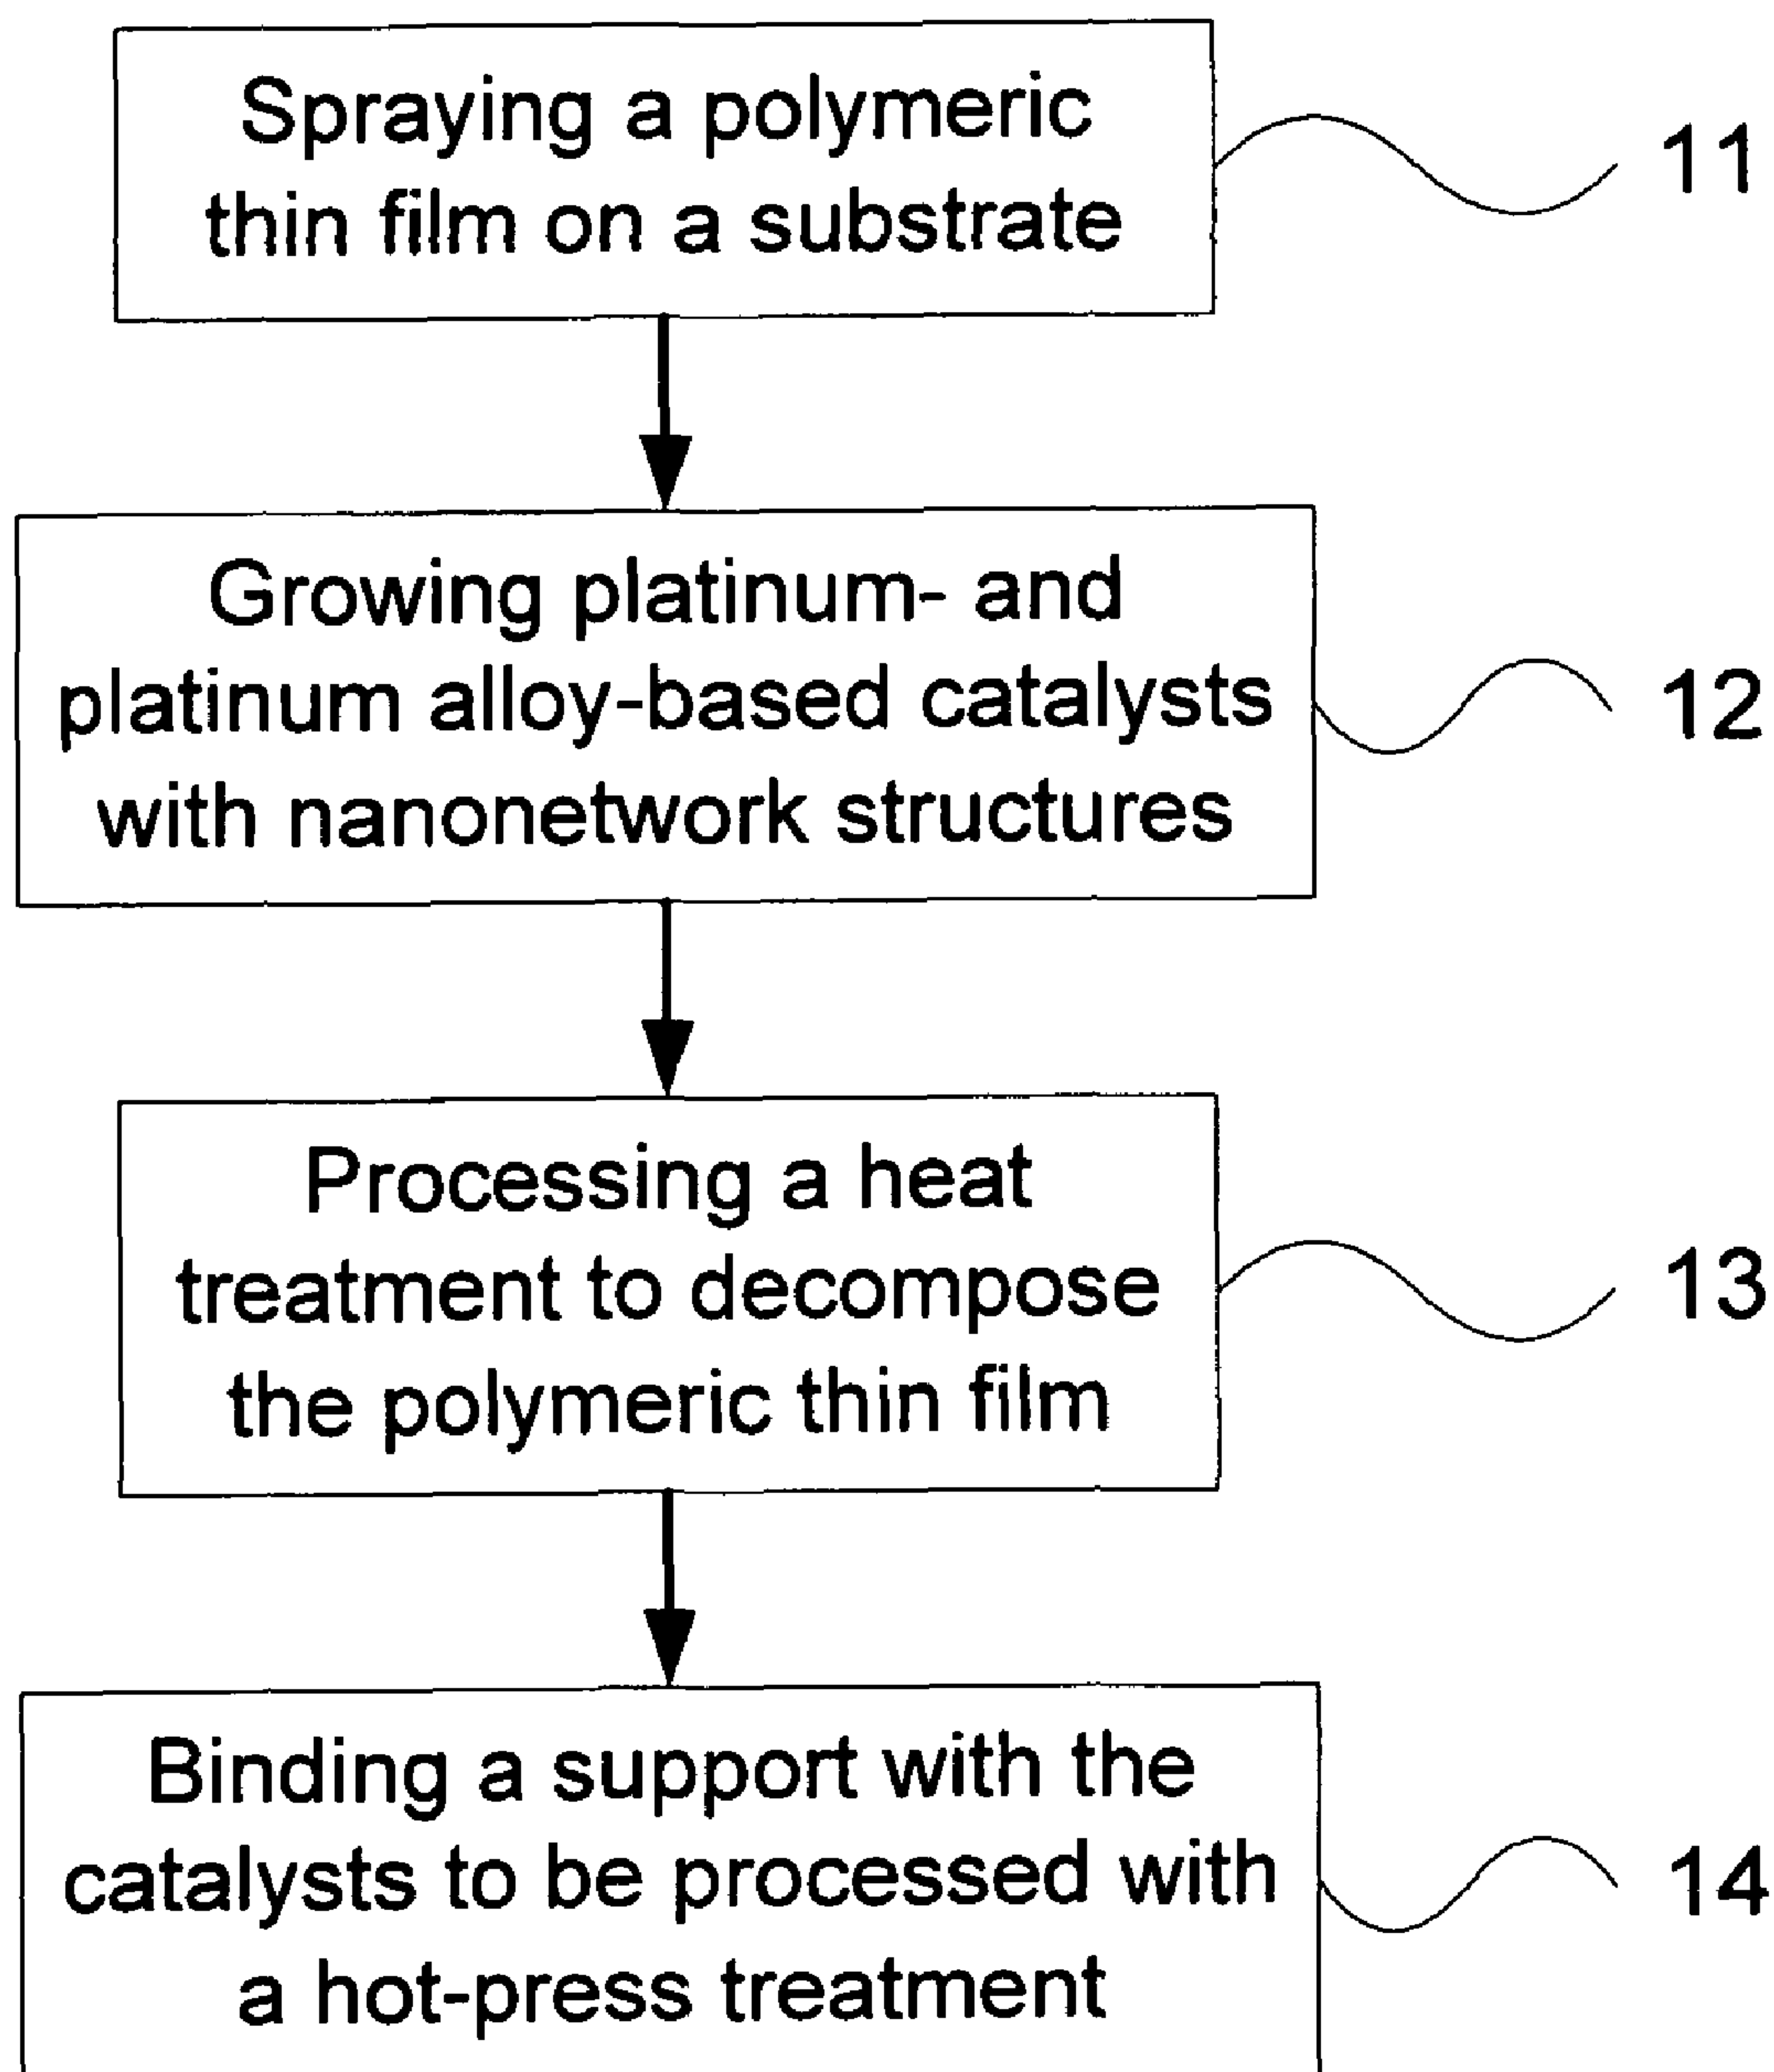 Spraying a polymeric
thin film on a substrate
11
Growing platinum- and
platinum alloy-based catalysts
with nanonetwork structures
12
Processing a heat
treatment to decompose
the polymeric thin film
13
Binding a support with the
catalysts to be processed with
a hot-press treatment
14